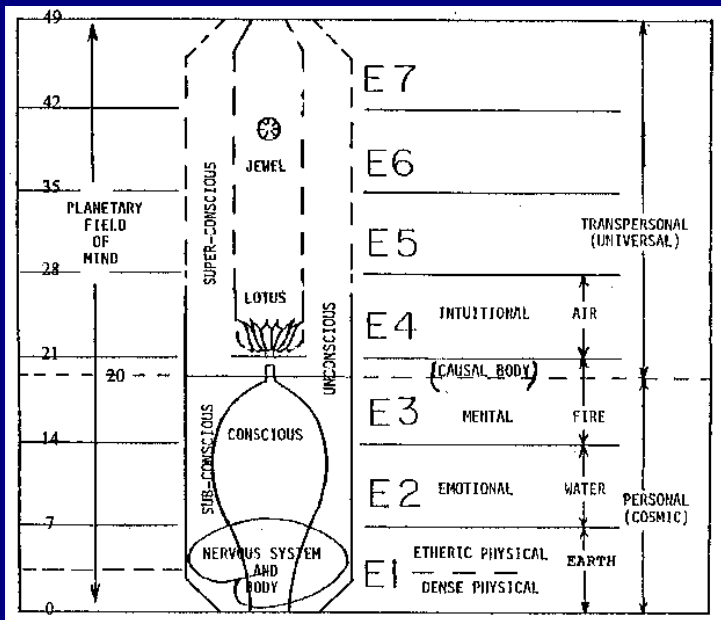 49
E7
42
JEWEL
E6
35
SUPER-CONSCIOUS
PLANETARY
FIELD
OF
MIND
TRANSPERSONAL
(UNIVERSAL)
E5
28
LOTUS
UNCONSCIOUS
E4
INTUITIONAL
AIR
21
(CAUSAL BODY)
20
E3
MENTAL
FIRE
SUB-CONSCIOUS
CONSCIOUS
14
E2
EMOTIONAL
WATER
PERSONAL
(COSMIC)
7
NERVOUS SYSTEM
AND
BODY
E1
ETHERIC PHYSICAL
DENSE PHYSICAL
EARTH
0